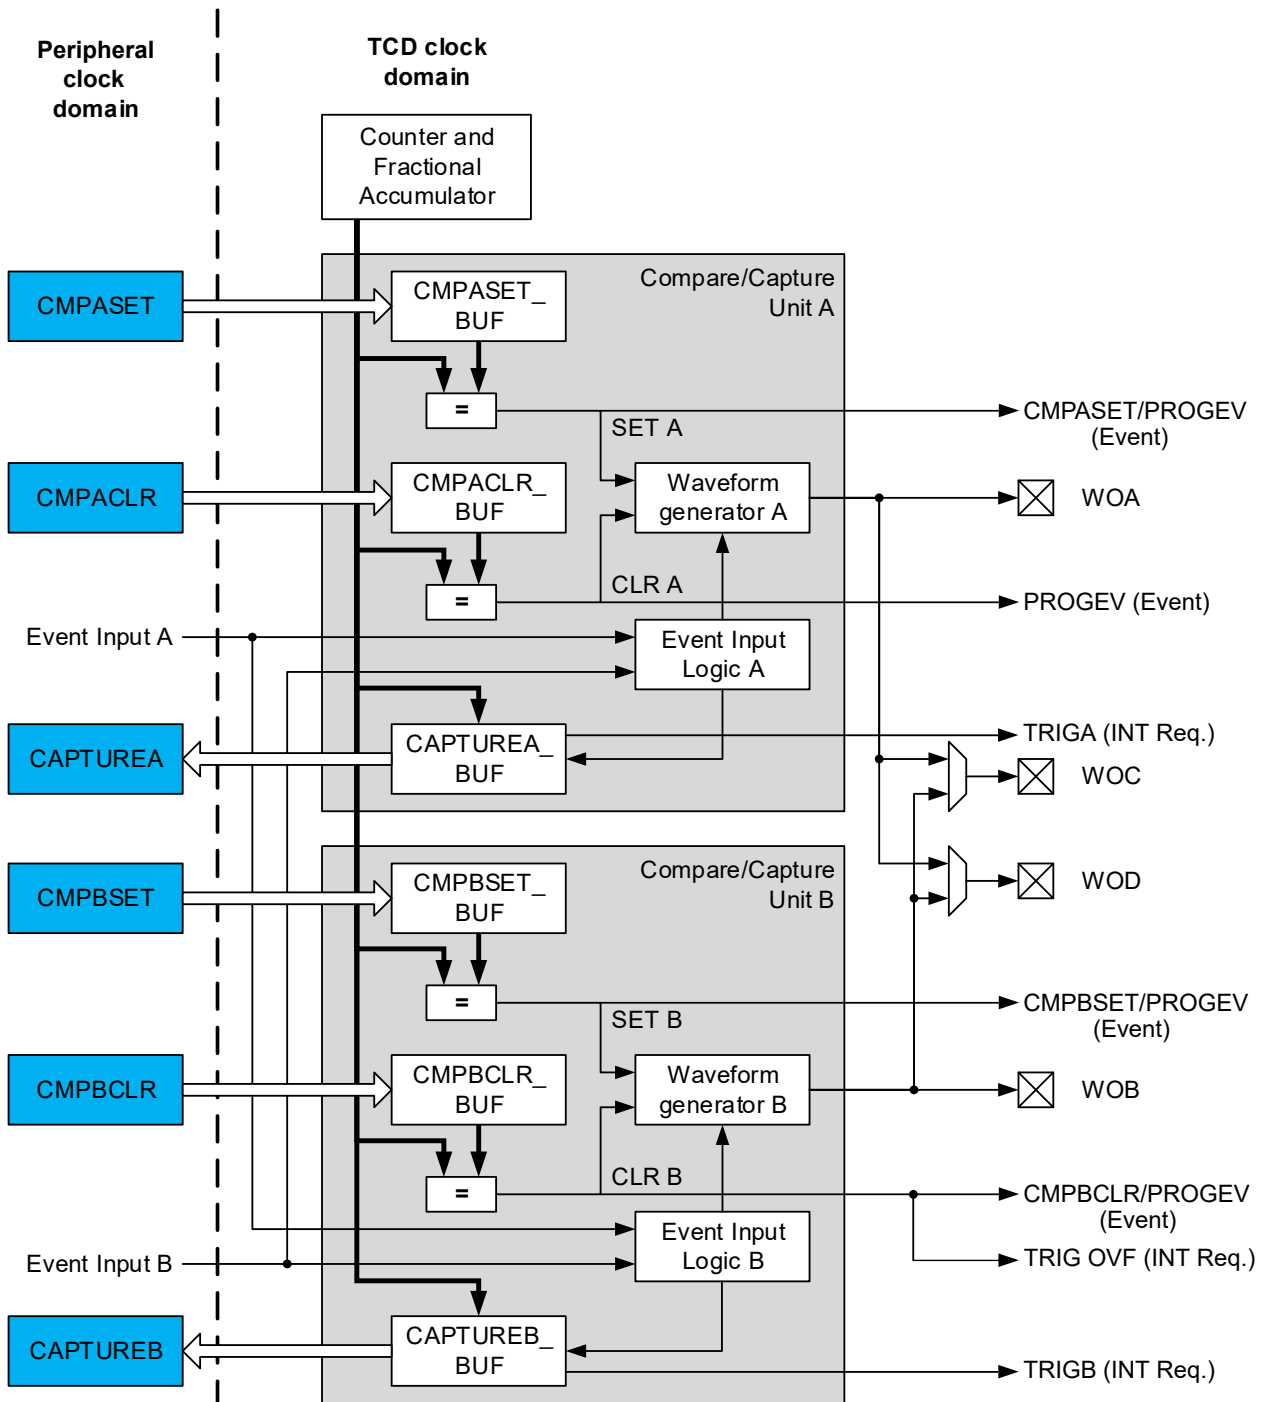 Peripheral
clock
domain
TCD clock
domain
Counter and
Fractional
Accumulator
Compare/Capture
Unit A
CMPASET
CMPASET_
BUF
=
SET A
CMPASET/PROGEV
(Event)
CMPACLR
CMPACLR_
BUF
Waveform
generator A
WOA
=
CLR A
PROGEV (Event)
Event Input A
Event Input
Logic A
CAPTUREA
CAPTUREA_
BUF
TRIGA (INT Req.)
WOC
Compare/Capture
Unit B
CMPBSET
CMPBSET_
BUF
WOD
=
SET B
CMPBSET/PROGEV
(Event)
CMPBCLR
CMPBCLR_
BUF
Waveform
generator B
WOB
=
CLR B
CMPBCLR/PROGEV
(Event)
Event Input B
Event Input
Logic B
TRIG OVF (INT Req.)
CAPTUREB
CAPTUREB_
BUF
TRIGB (INT Req.)